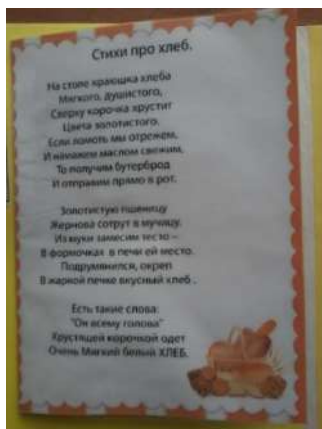 Стихи про хлеб.
На столе краюшка хлеба
Мягкого, душистого,
Сверху корочка хрустит
Цвета золотистого.
Если ломоть мы отрежем,
И намажем маслом свежим,
То получим бутерброд
И отправим прямо в рот.
Золотистую пшеницу
Жернова сотрут в мучицу.
Из муки замесим тесто –
В формочках в печи ей место.
Подрумянился, окреп
В жаркой печке вкусный хлеб .
Есть такие слова:
"Он всему голова"
Хрустящей корочкой одет
Очень Мягкий белый ХЛЕБ.